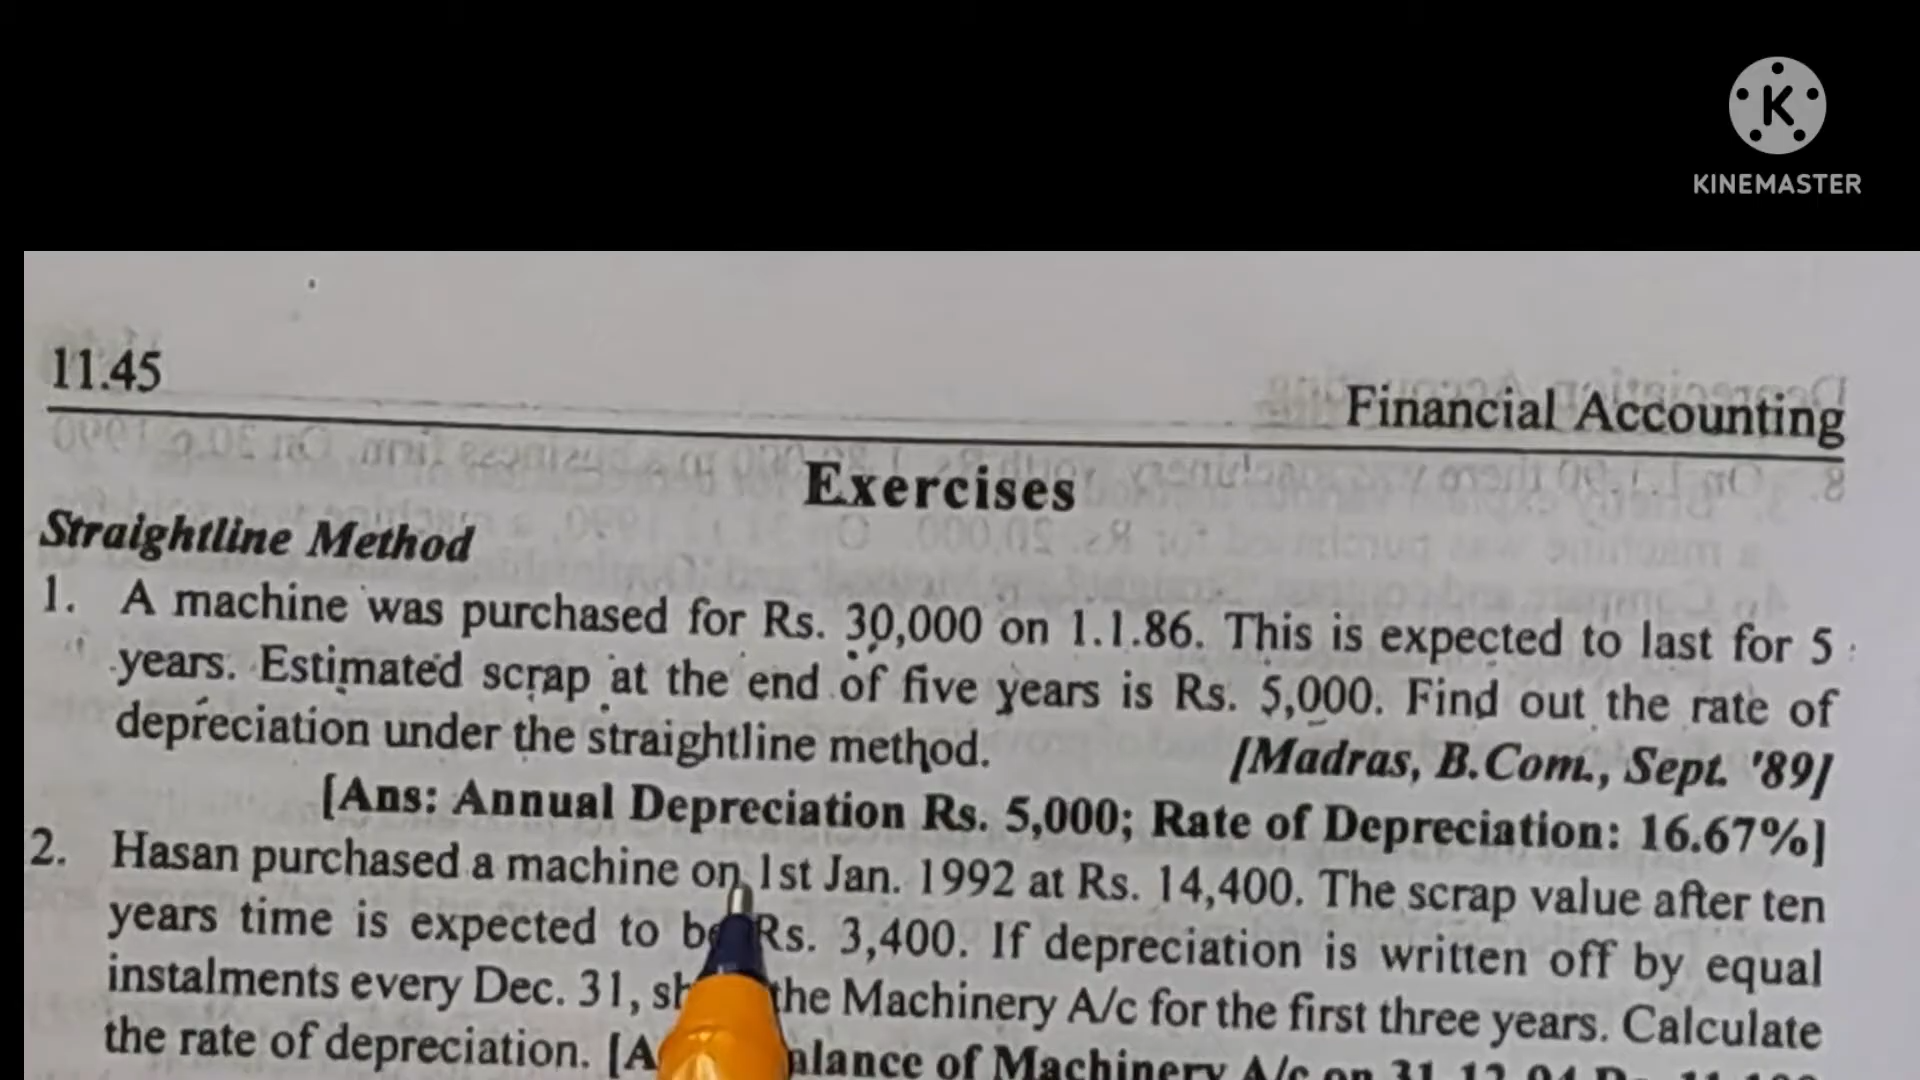 K
KINEMASTER
11.45
Financial Accounting
Exercises
Straightline Method
1. A machine was purchased for Rs. 30,000 on 1.1.86. This is expected to last for 5
years. Estimated scrap at the end of five years is Rs. 5,000. Find out the rate of
depreciation under the straightline method. [Madras, B.Com., Sept. '89]
[Ans: Annual Depreciation Rs. 5,000; Rate of Depreciation: 16.67%]
2. Hasan purchased a machine on 1st Jan. 1992 at Rs. 14,400. The scrap value after ten
years time is expected to be Rs. 3,400. If depreciation is written off by equal
instalments every Dec. 31, the Machinery A/c for the first three years. Calculate
the rate of depreciation. of Machinery A/c on 31.12.94